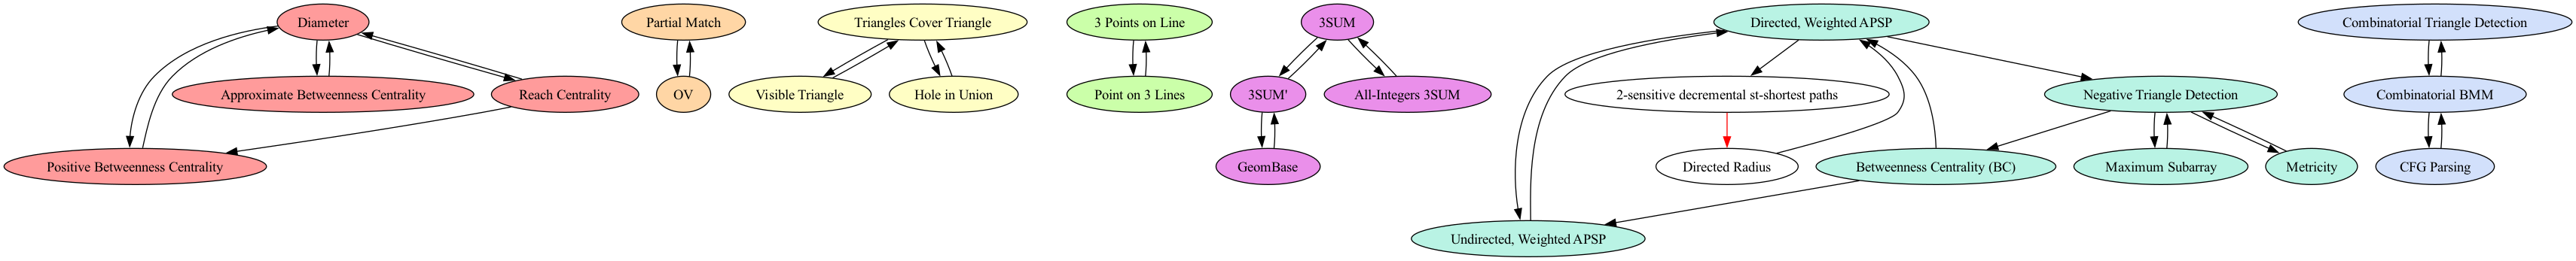 Diameter
Partial Match
Triangles Cover Triangle
3 Points on Line
3SUM
Directed, Weighted APSP
Combinatorial Triangle Detection
Approximate Betweenness Centrality
Reach Centrality
OV
Visible Triangle
Hole in Union
Point on 3 Lines
3SUM'
All-Integers 3SUM
2-sensitive decremental st-shortest paths
Negative Triangle Detection
Combinatorial BMM
Positive Betweenness Centrality
GeomBase
Directed Radius
Betweenness Centrality (BC)
Maximum Subarray
Metricity
CFG Parsing
Undirected, Weighted APSP